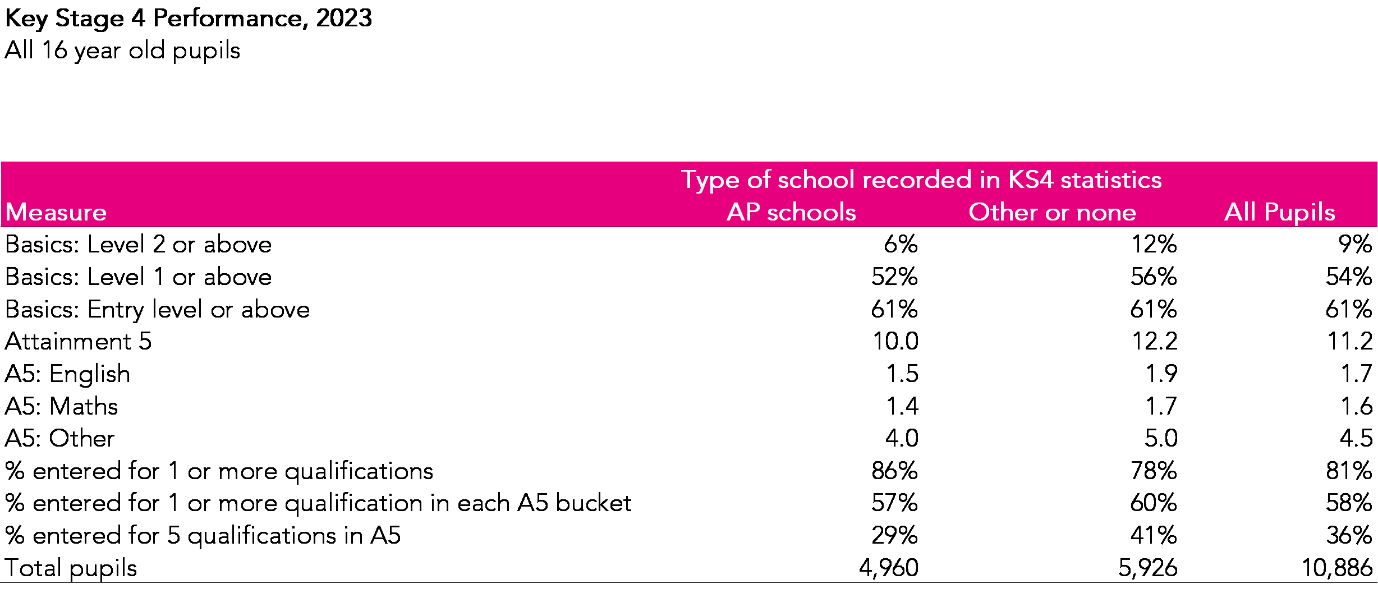 Key Stage 4 Performance, 2023
All 16 year old pupils
Type of school recorded in KS4 statistics
Measure AP schools Other or none All Pupils
Basics: Level 2 or above 6% 12% 9%
Basics: Level 1 or above 52% 56% 54%
Basics: Entry level or above 61% 61% 61%
Attainment 5 10.0 12.2 11.2
A5: English 1.5 1.9 1.7
A5: Maths 1.4 1.7 1.6
A5: Other 4.0 5.0 4.5
% entered for 1 or more qualifications 86% 78% 81%
% entered for 1 or more qualification in each A5 bucket 57% 60% 58%
% entered for 5 qualifications in A5 29% 41% 36%
Total pupils 4,960 5,926 10,886